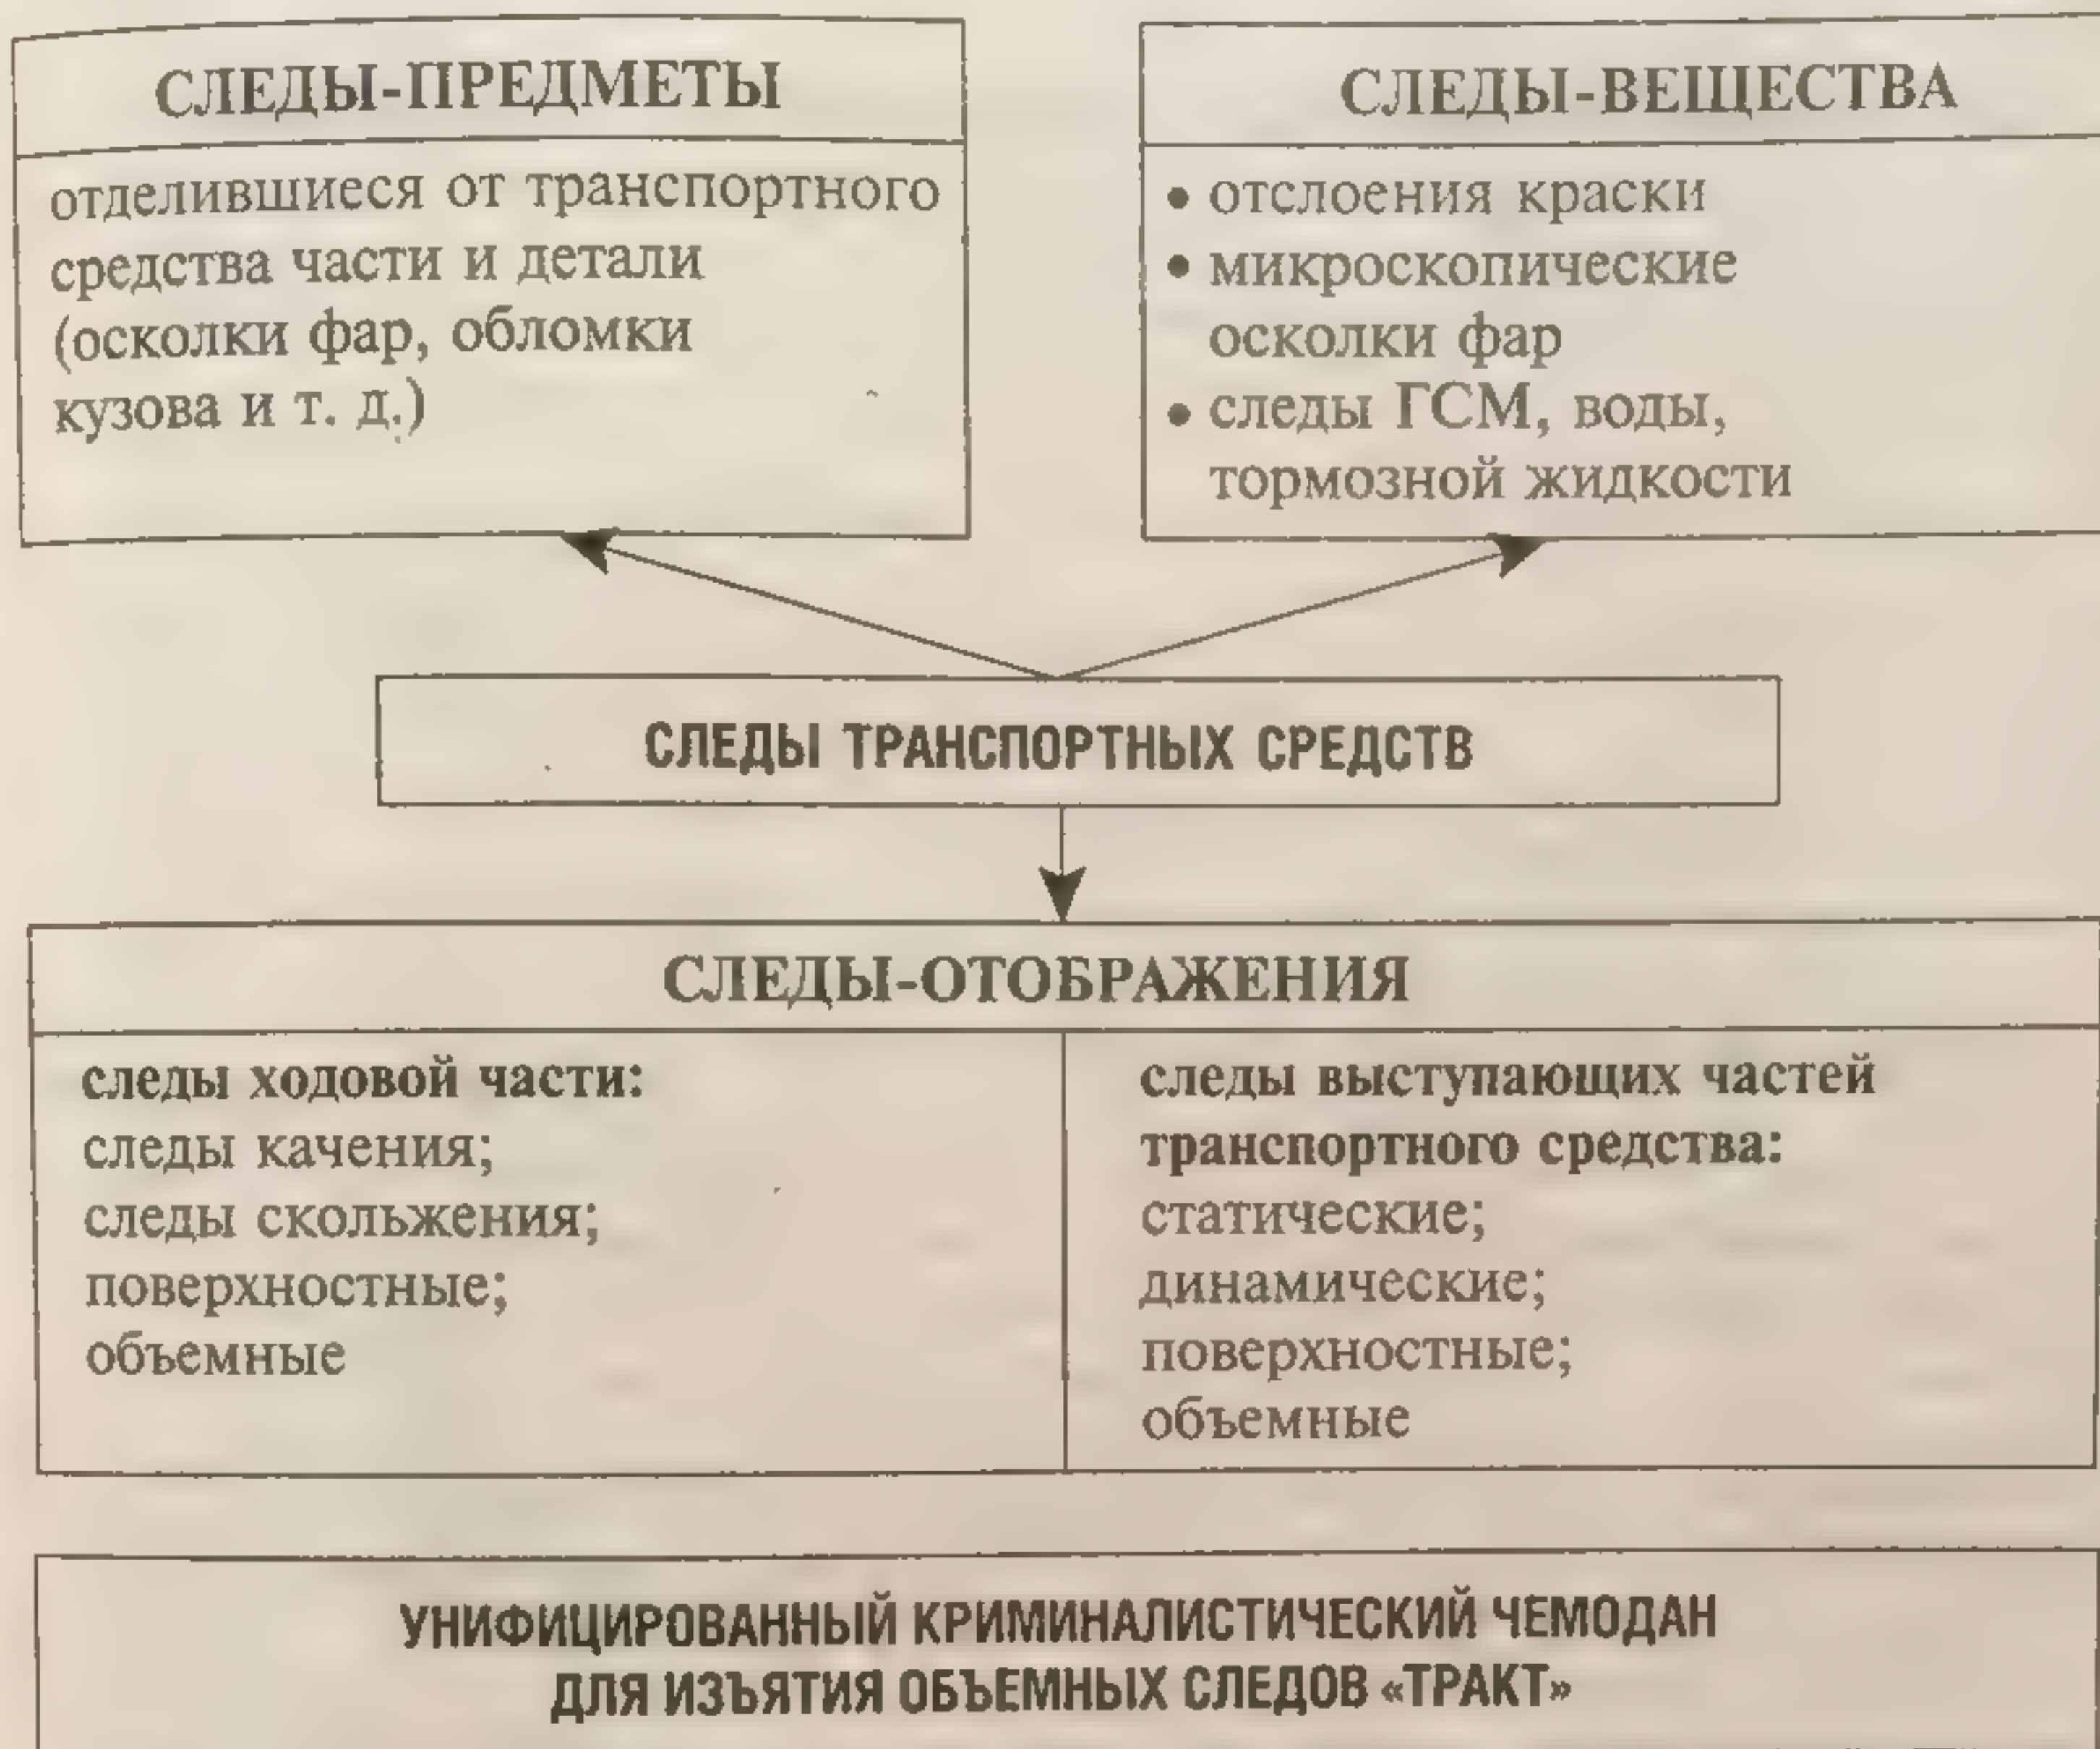 СЛЕДЫ-ПРЕДМЕТЫ
отделившиеся от транспортного
средства части и детали
(осколки фар, обломки
кузова и т. д.)
СЛЕДЫ-ВЕЩЕСТВА
• отслоения краски
• микроскопические
осколки фар
• следы ГСМ, воды,
тормозной жидкости
СЛЕДЫ ТРАНСПОРТНЫХ СРЕДСТВ
СЛЕДЫ-ОТОБРАЖЕНИЯ
следы ходовой части:
следы качения;
следы скольжения;
поверхностные;
объемные
следы выступающих частей
транспортного средства:
статические;
динамические;
поверхностные;
объемные
УНИФИЦИРОВАННЫЙ КРИМИНАЛИСТИЧЕСКИЙ ЧЕМОДАН
ДЛЯ ИЗЪЯТИЯ ОБЪЕМНЫХ СЛЕДОВ «ТРАКТ»